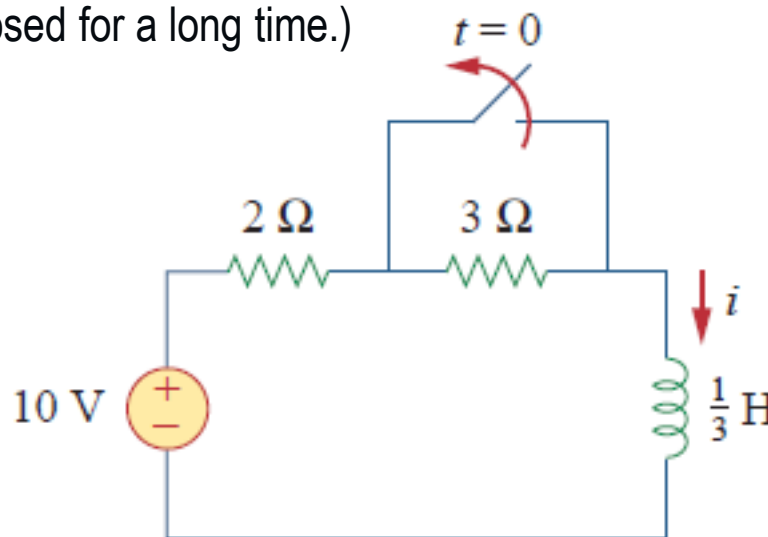 osed for a long time.)
t = 0
2 Ω
3 Ω
i
10 V
+
−
1/3 H